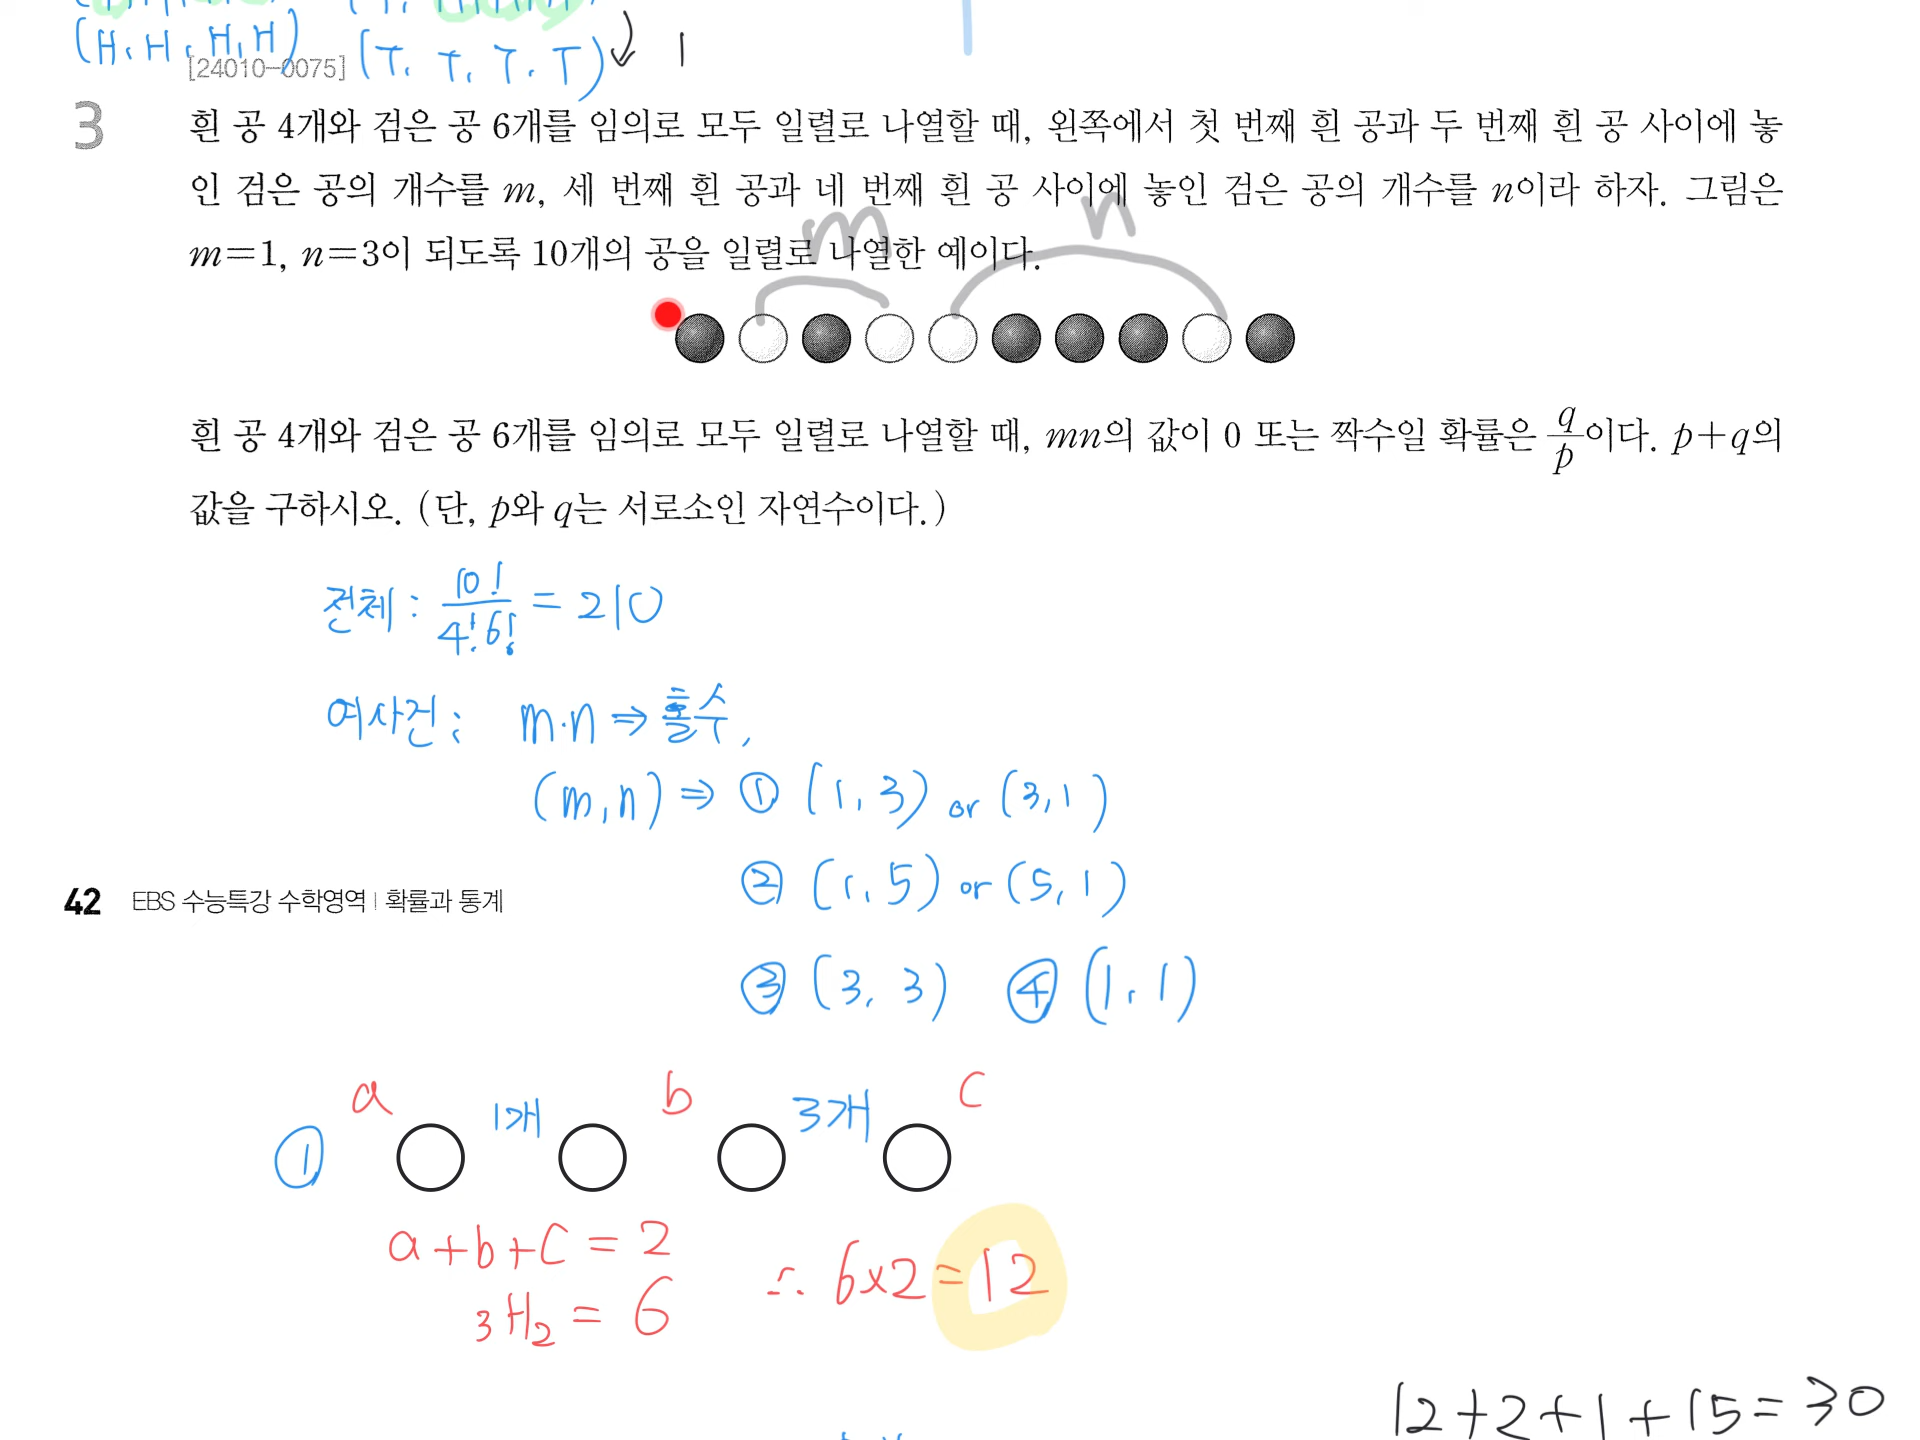 (H, H, H, H) (T, T, T, T) 1
[24010-0075]
3
흰 공 4개와 검은 공 6개를 임의로 모두 일렬로 나열할 때, 왼쪽에서 첫 번째 흰 공과 두 번째 흰 공 사이에 놓
인 검은 공의 개수를 m, 세 번째 흰 공과 네 번째 흰 공 사이에 놓인 검은 공의 개수를 n이라 하자. 그림은
m=1, n=3이 되도록 10개의 공을 일렬로 나열한 예이다.
m n
흰 공 4개와 검은 공 6개를 임의로 모두 일렬로 나열할 때, mn의 값이 0 또는 짝수일 확률은 q/p이다. p+q의
값을 구하시오. (단, p와 q는 서로소인 자연수이다.)
전체 : 10!/4!6! = 210
여사건 ; m·n ⇒ 홀수,
(m, n) ⇒ ① (1, 3) or (3, 1)
② (1, 5) or (5, 1)
③ (3, 3) ④ (1, 1)
42 EBS 수능특강 수학영역 | 확률과 통계
a 1개 b 3개 c
①
a+b+c = 2
3H2 = 6
∴ 6×2=12
12+2+1+15=30